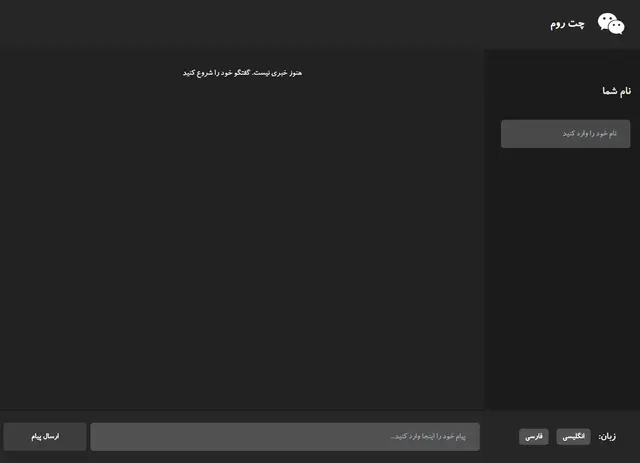 چت روم
نام شما
نام خود را وارد کنید
هنوز خبری نیست. گفتگو خود را شروع کنید
زبان:
انگلیسی
فارسی
پیام خود را اینجا وارد کنید...
ارسال پیام